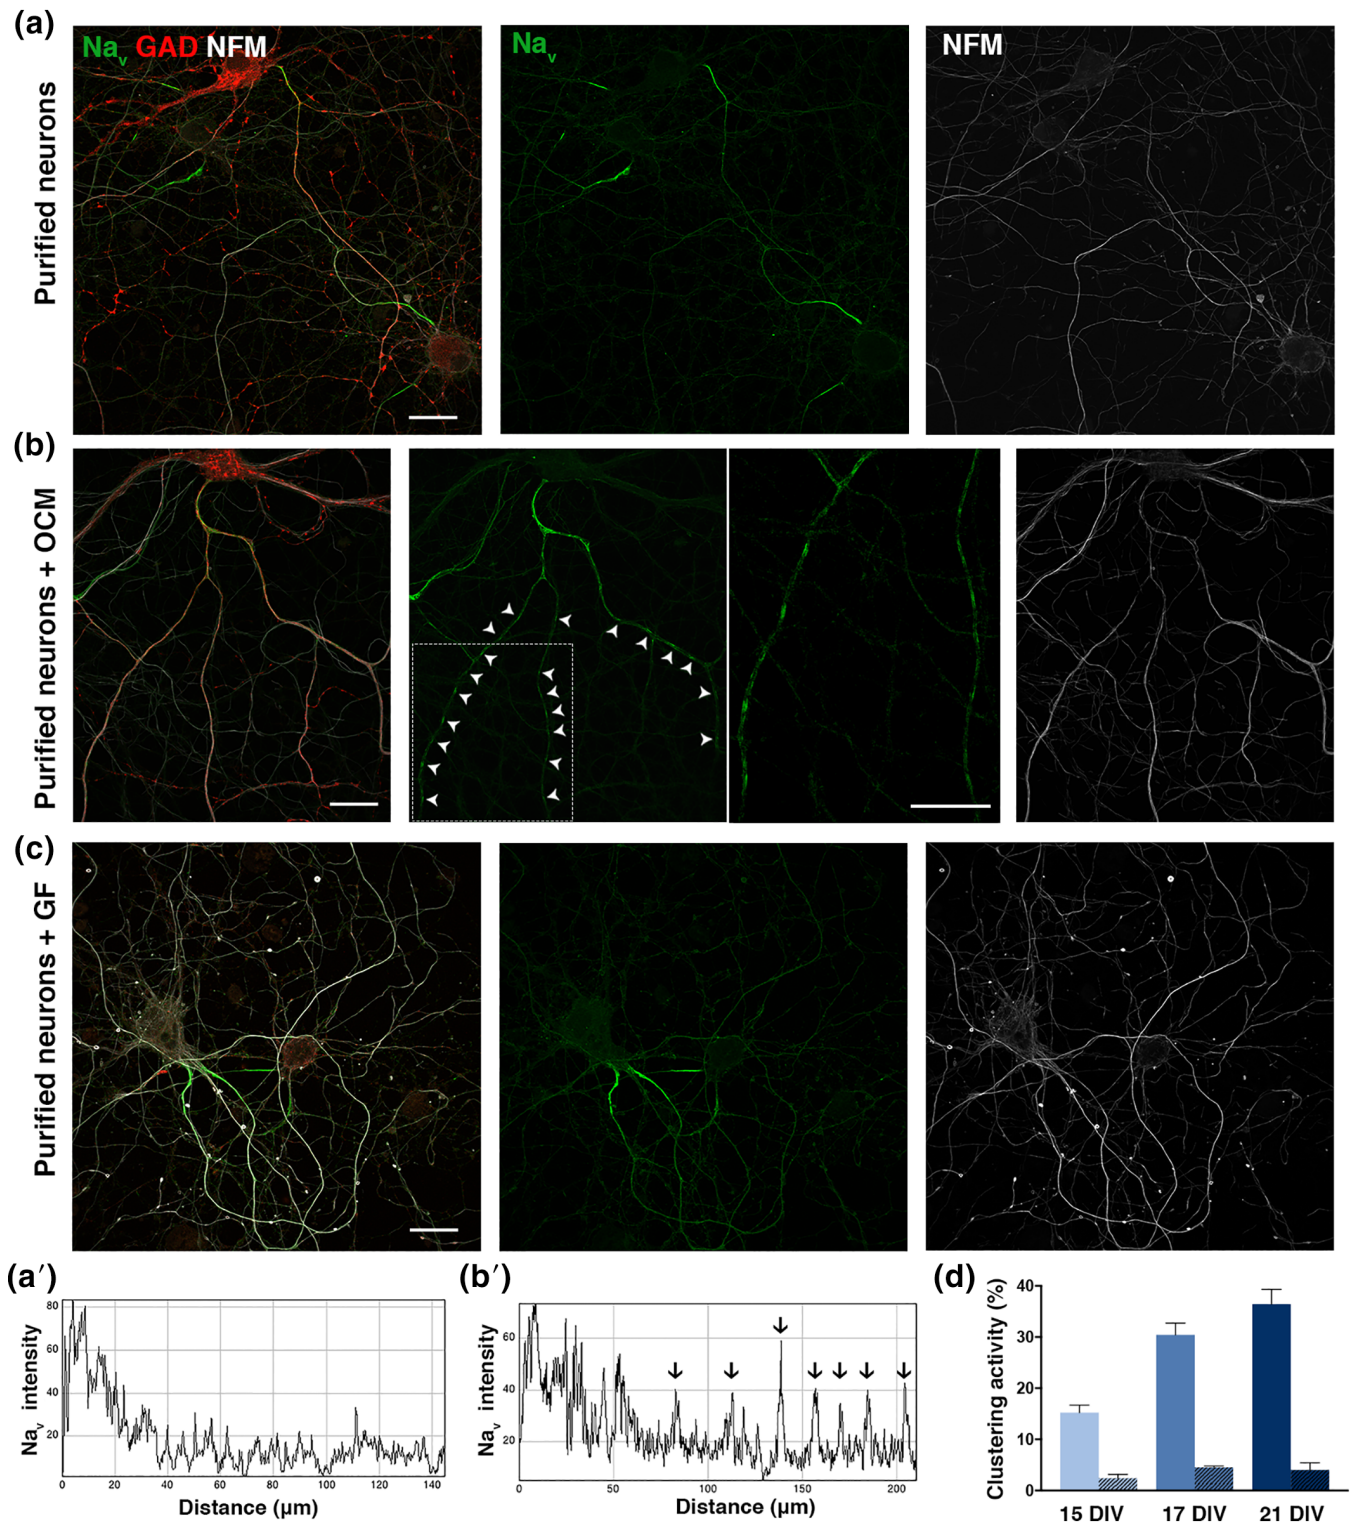 (a)
Nav GAD NFM
Nav
NFM
Purified neurons
(b)
Purified neurons + OCM
(c)
Purified neurons + GF
(a′)
80
60
40
20
Nav intensity
0 20 40 60 80 100 120 140
Distance (μm)
(b′)
60
40
20
Nav intensity
0 50 100 150 200
Distance (μm)
(d)
40
30
20
10
0
Clustering activity (%)
15 DIV 17 DIV 21 DIV